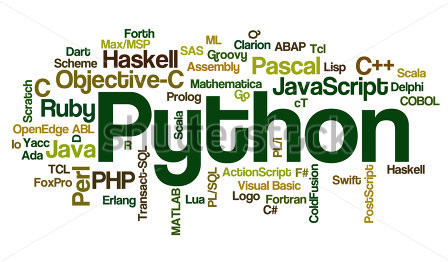 Forth
Max/MSP
Dart
Scheme
Haskell
SAS
ML
Groovy
Assembly
C
Clarion
ABAP
Tcl
Pascal
Lisp
C++
Scala
Scratch
C
Objective-C
Mathematica
Prolog
Go
cT
JavaScript
Delphi
COBOL
Ruby
Python
OpenEdge ABL
Io
Yacc
D
Ada
Java
R
Scala
PL/I
TCL
FoxPro
Perl
PHP
Erlang
Transact-SQL
MATLAB
Lua
PL/SQL
ActionScript
F#
Visual Basic
Logo
Fortran
C#
ColdFusion
Swift
PostScript
Haskell